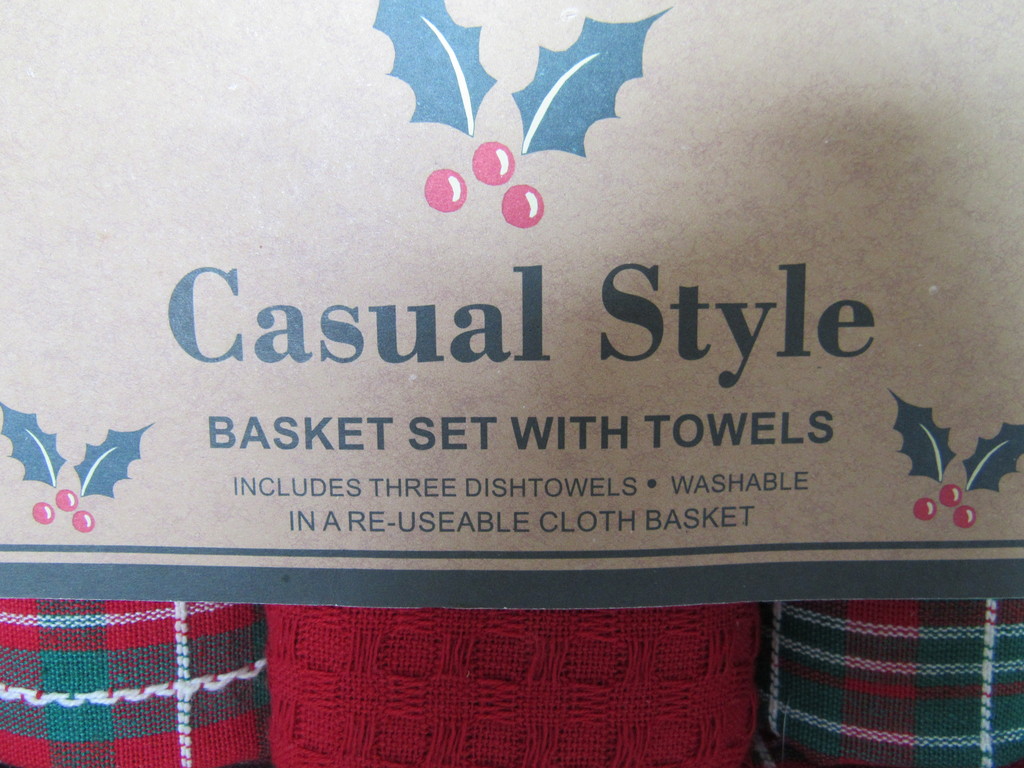 Casual Style
BASKET SET WITH TOWELS
INCLUDES THREE DISHTOWELS • WASHABLE
IN A RE-USEABLE CLOTH BASKET